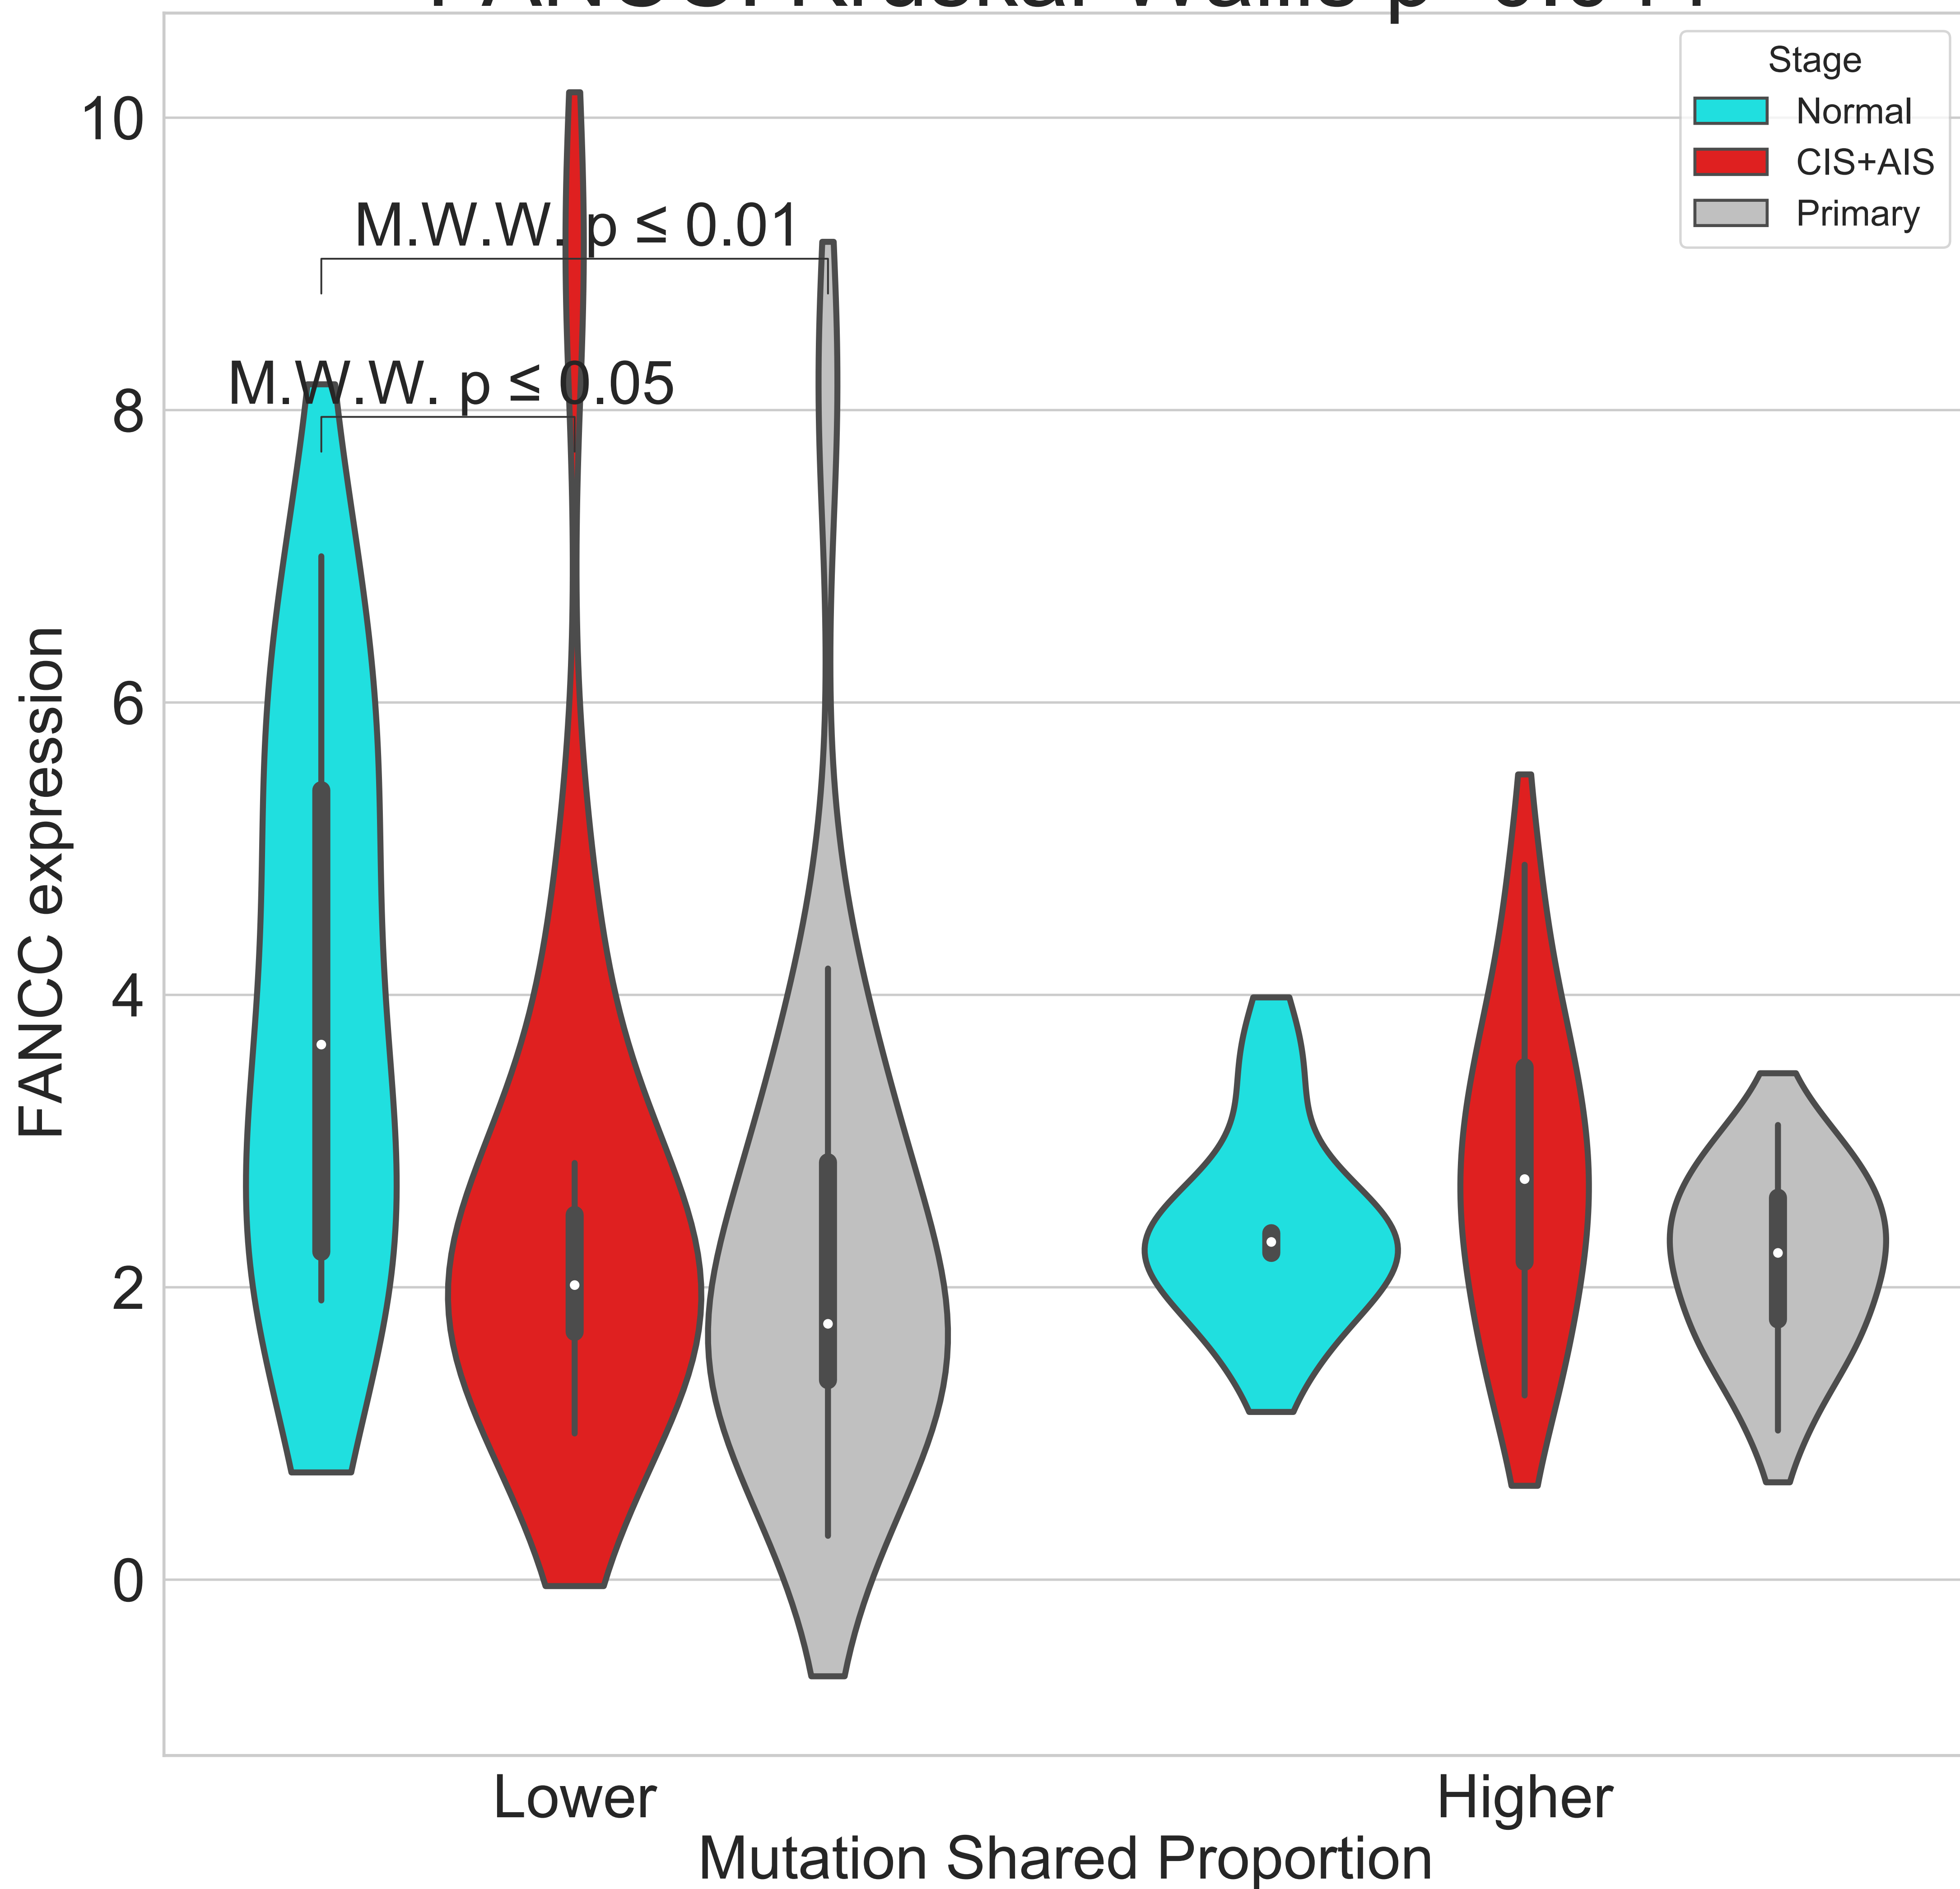 Stage
Normal
CIS+AIS
Primary
10
8
6
4
2
0
M.W.W. p ≤ 0.01
M.W.W. p ≤ 0.05
FANCC expression
Lower
Higher
Mutation Shared Proportion